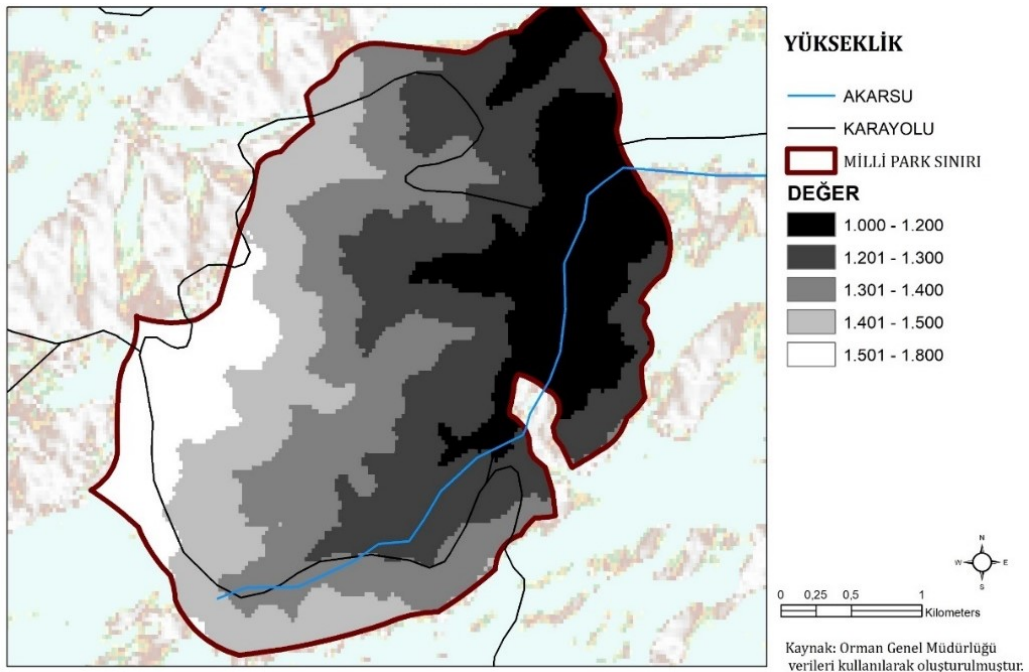 YÜKSEKLİK
AKARSU
KARAYOLU
MİLLİ PARK SINIRI
DEĞER
1.000 - 1.200
1.201 - 1.300
1.301 - 1.400
1.401 - 1.500
1.501 - 1.800
N
W E
S
0 0,25 0,5 1
Kilometers
Kaynak: Orman Genel Müdürlüğü
verileri kullanılarak oluşturulmuştur.